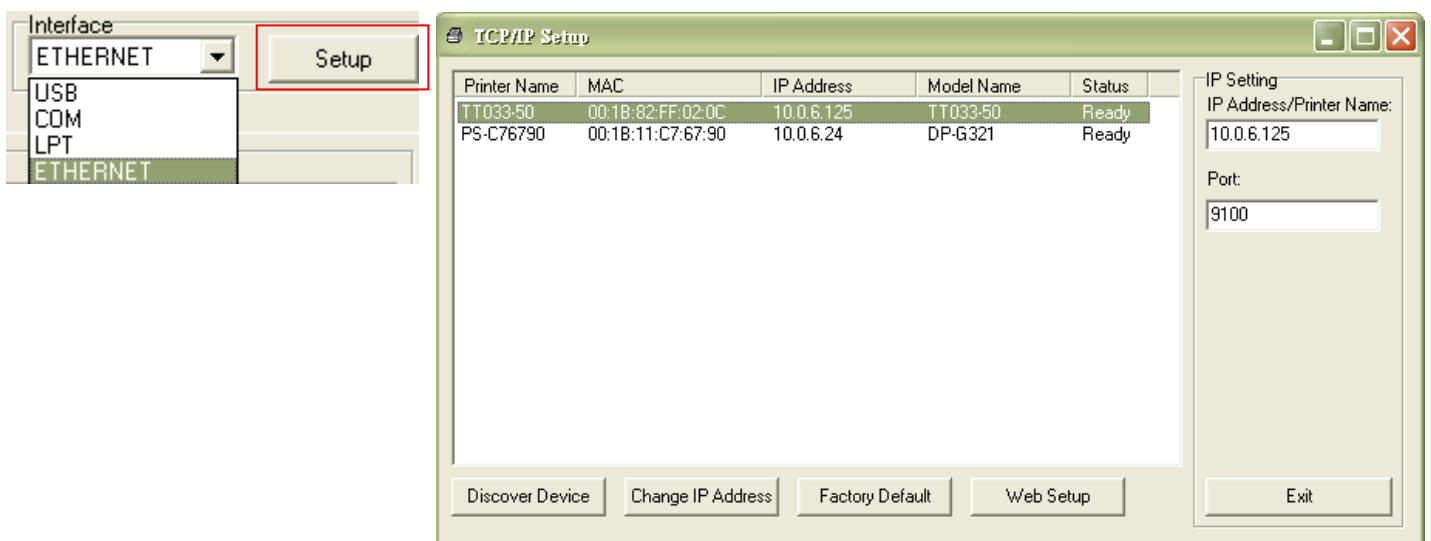 Interface
ETHERNET
Setup
USB
COM
LPT
ETHERNET
TCP/IP Setup
Printer Name MAC IP Address Model Name Status
TT033-50 00:1B:82:FF:02:0C 10.0.6.125 TT033-50 Ready
PS-C76790 00:1B:11:C7:67:90 10.0.6.24 DP-G321 Ready
IP Setting
IP Address/Printer Name:
10.0.6.125
Port:
9100
Discover Device Change IP Address Factory Default Web Setup Exit